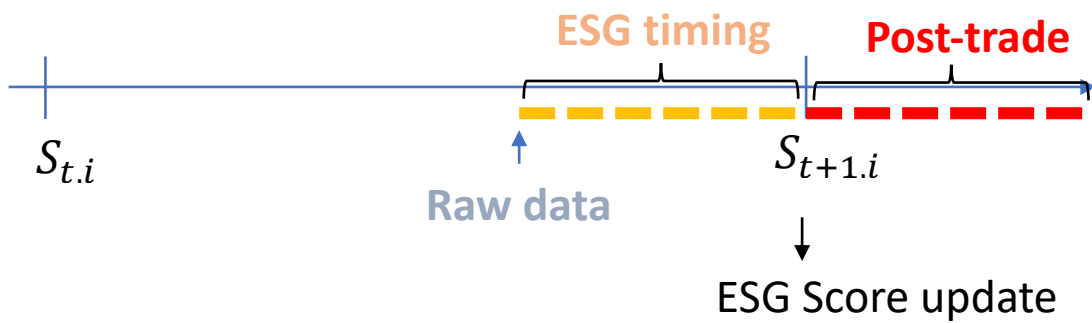 ESG timing
Post-trade
S_{t.i}
S_{t+1.i}
Raw data
ESG Score update